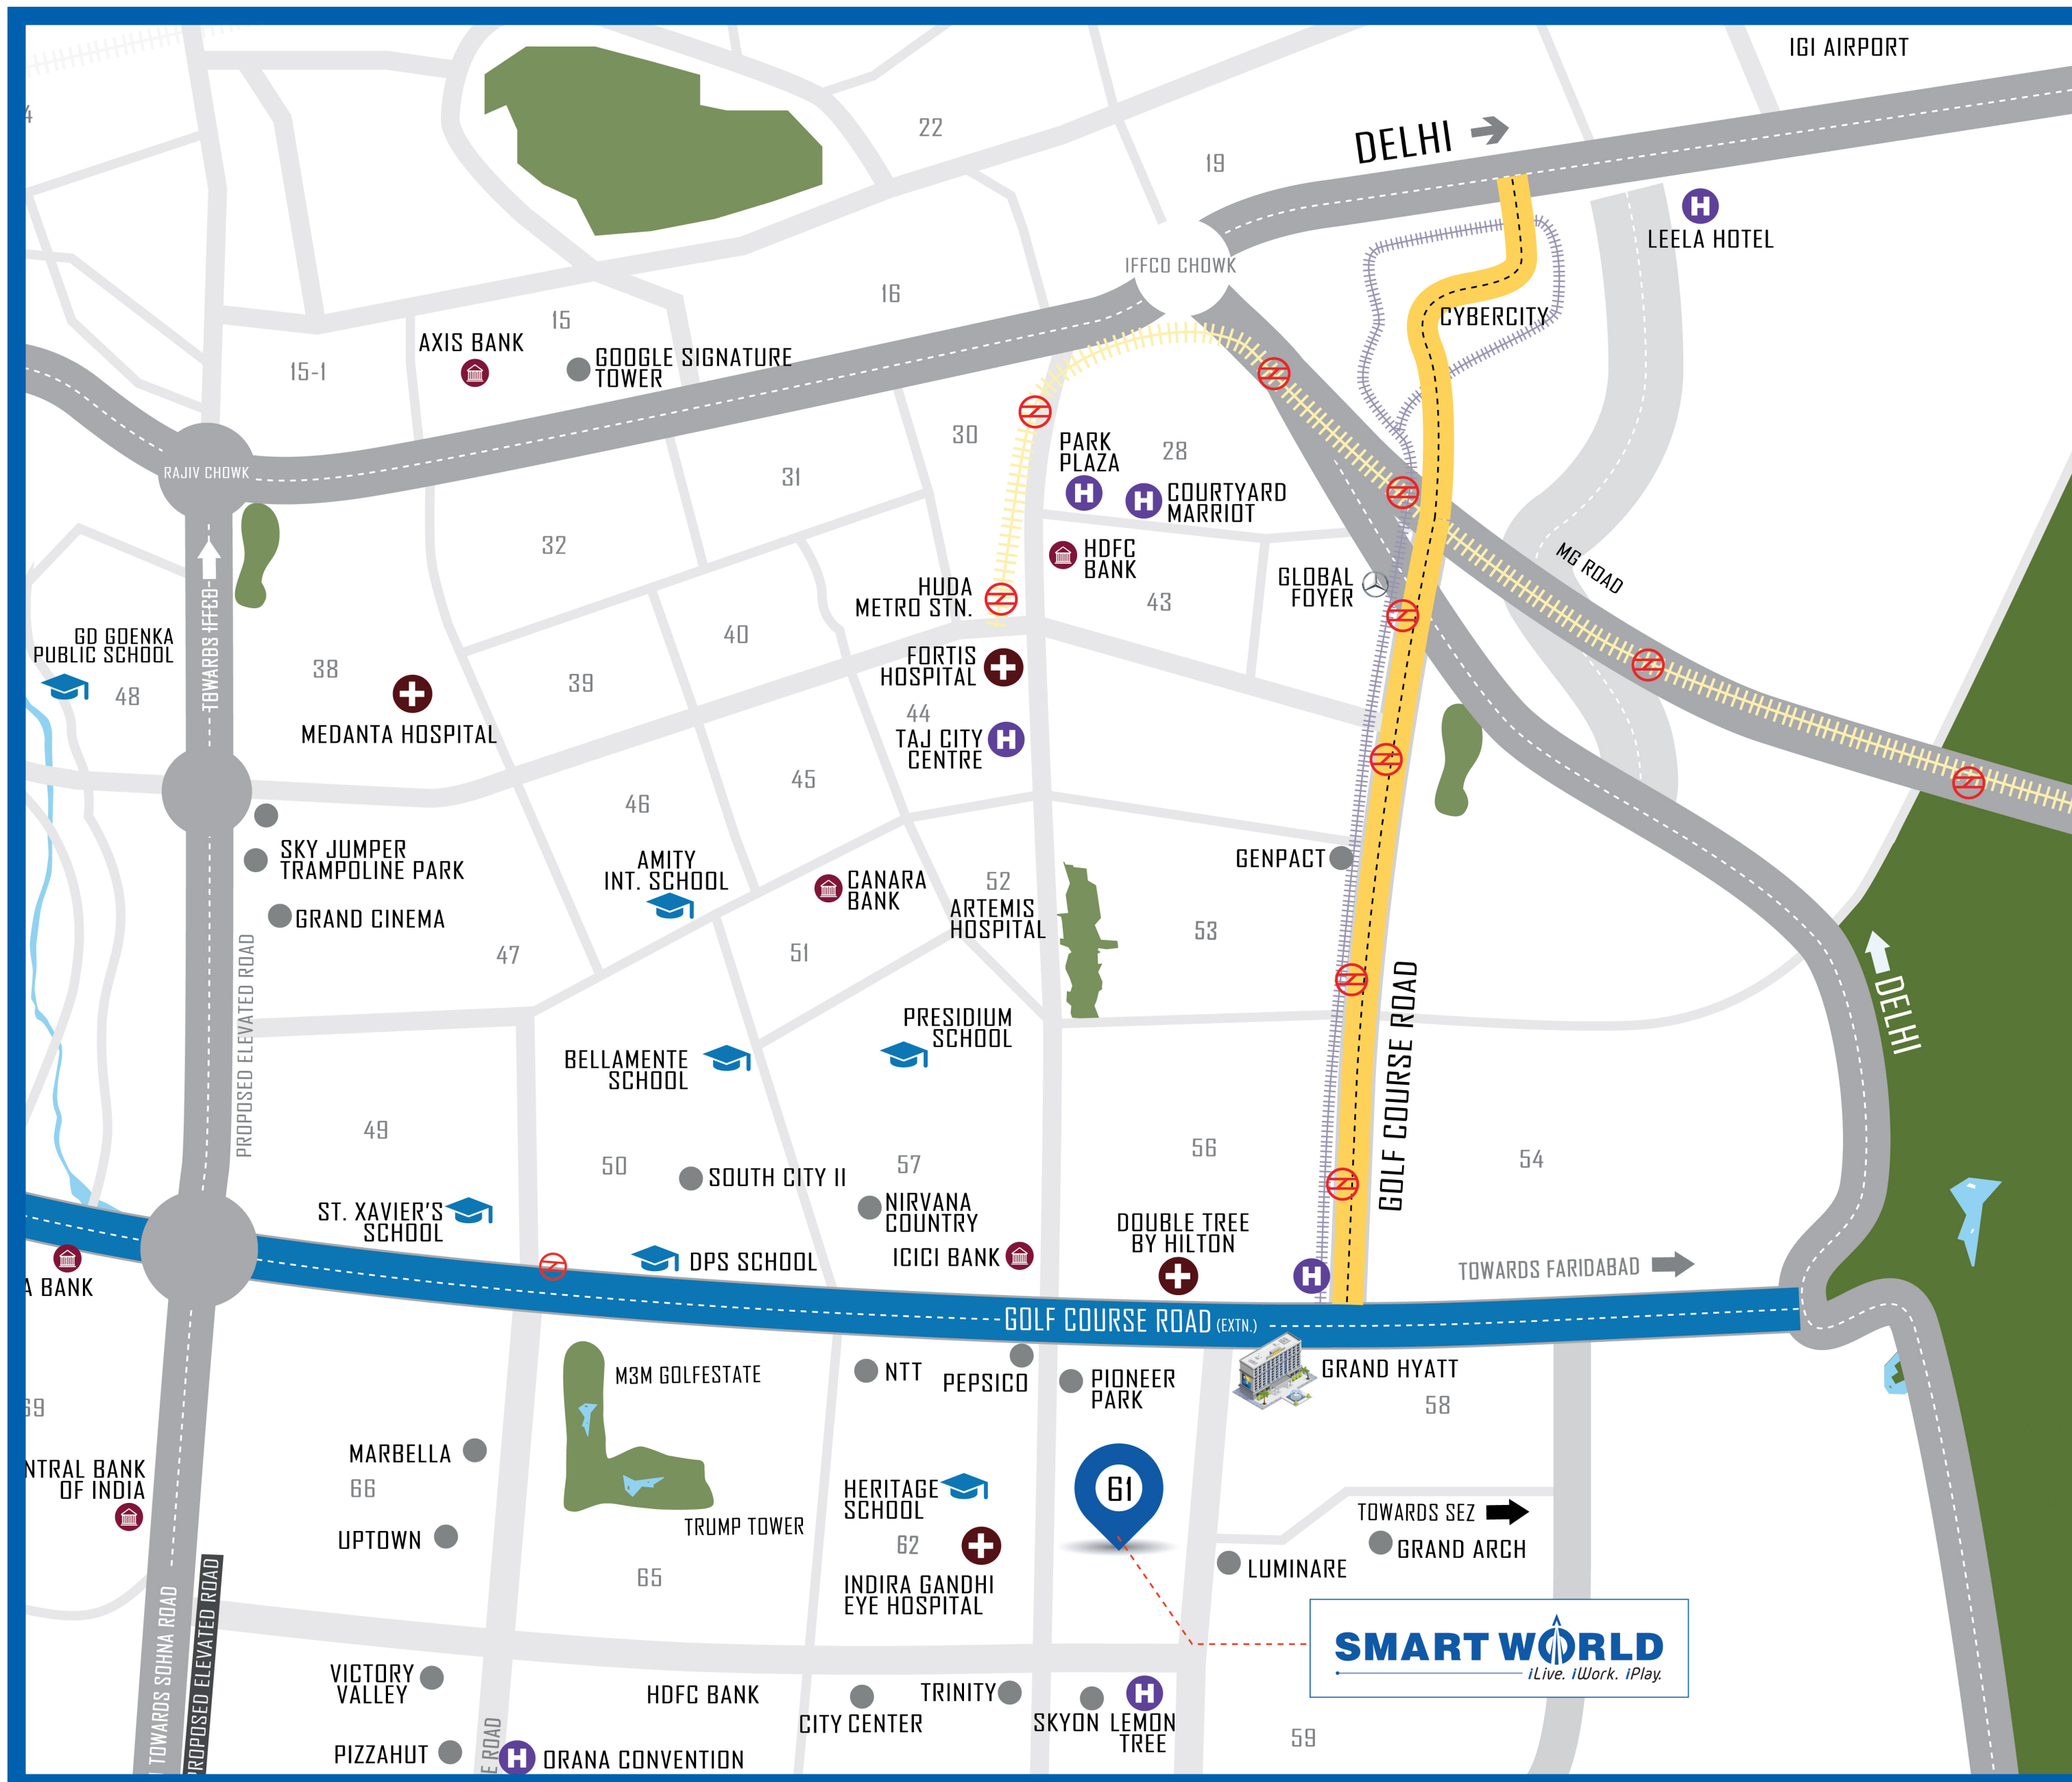 IGI AIRPORT
DELHI
22
19
LEELA HOTEL
IFFCO CHOWK
16
CYBERCITY
15
AXIS BANK
15-1
GOOGLE SIGNATURE
TOWER
RAJIV CHOWK
30
PARK
PLAZA
28
31
COURTYARD
MARRIOT
32
HDFC
BANK
MG ROAD
GLOBAL
FOYER
HUDA
METRO STN.
43
TOWARDS IFFCO
GD GOENKA
PUBLIC SCHOOL
48
38
40
39
FORTIS
HOSPITAL
MEDANTA HOSPITAL
44
TAJ CITY
CENTRE
45
46
SKY JUMPER
TRAMPOLINE PARK
AMITY
INT. SCHOOL
GENPACT
CANARA
BANK
52
ARTEMIS
HOSPITAL
GRAND CINEMA
47
51
53
PROPOSED ELEVATED ROAD
GOLF COURSE ROAD
DELHI
PRESIDIUM
SCHOOL
BELLAMENTE
SCHOOL
49
50
57
56
54
SOUTH CITY II
ST. XAVIER'S
SCHOOL
NIRVANA
COUNTRY
DOUBLE TREE
BY HILTON
DPS SCHOOL
ICICI BANK
TOWARDS FARIDABAD
A BANK
GOLF COURSE ROAD (EXTN.)
M3M GOLFESTATE
NTT
PEPSICO
PIONEER
PARK
GRAND HYATT
58
69
MARBELLA
66
NTRAL BANK
OF INDIA
HERITAGE
SCHOOL
61
TRUMP TOWER
TOWARDS SEZ
UPTOWN
62
GRAND ARCH
65
LUMINARE
INDIRA GANDHI
EYE HOSPITAL
TOWARDS SOHNA ROAD
PROPOSED ELEVATED ROAD
SMART WORLD
iLive. iWork. iPlay.
VICTORY
VALLEY
HDFC BANK
CITY CENTER
TRINITY
SKYON
LEMON
TREE
59
PIZZAHUT
E ROAD
ORANA CONVENTION